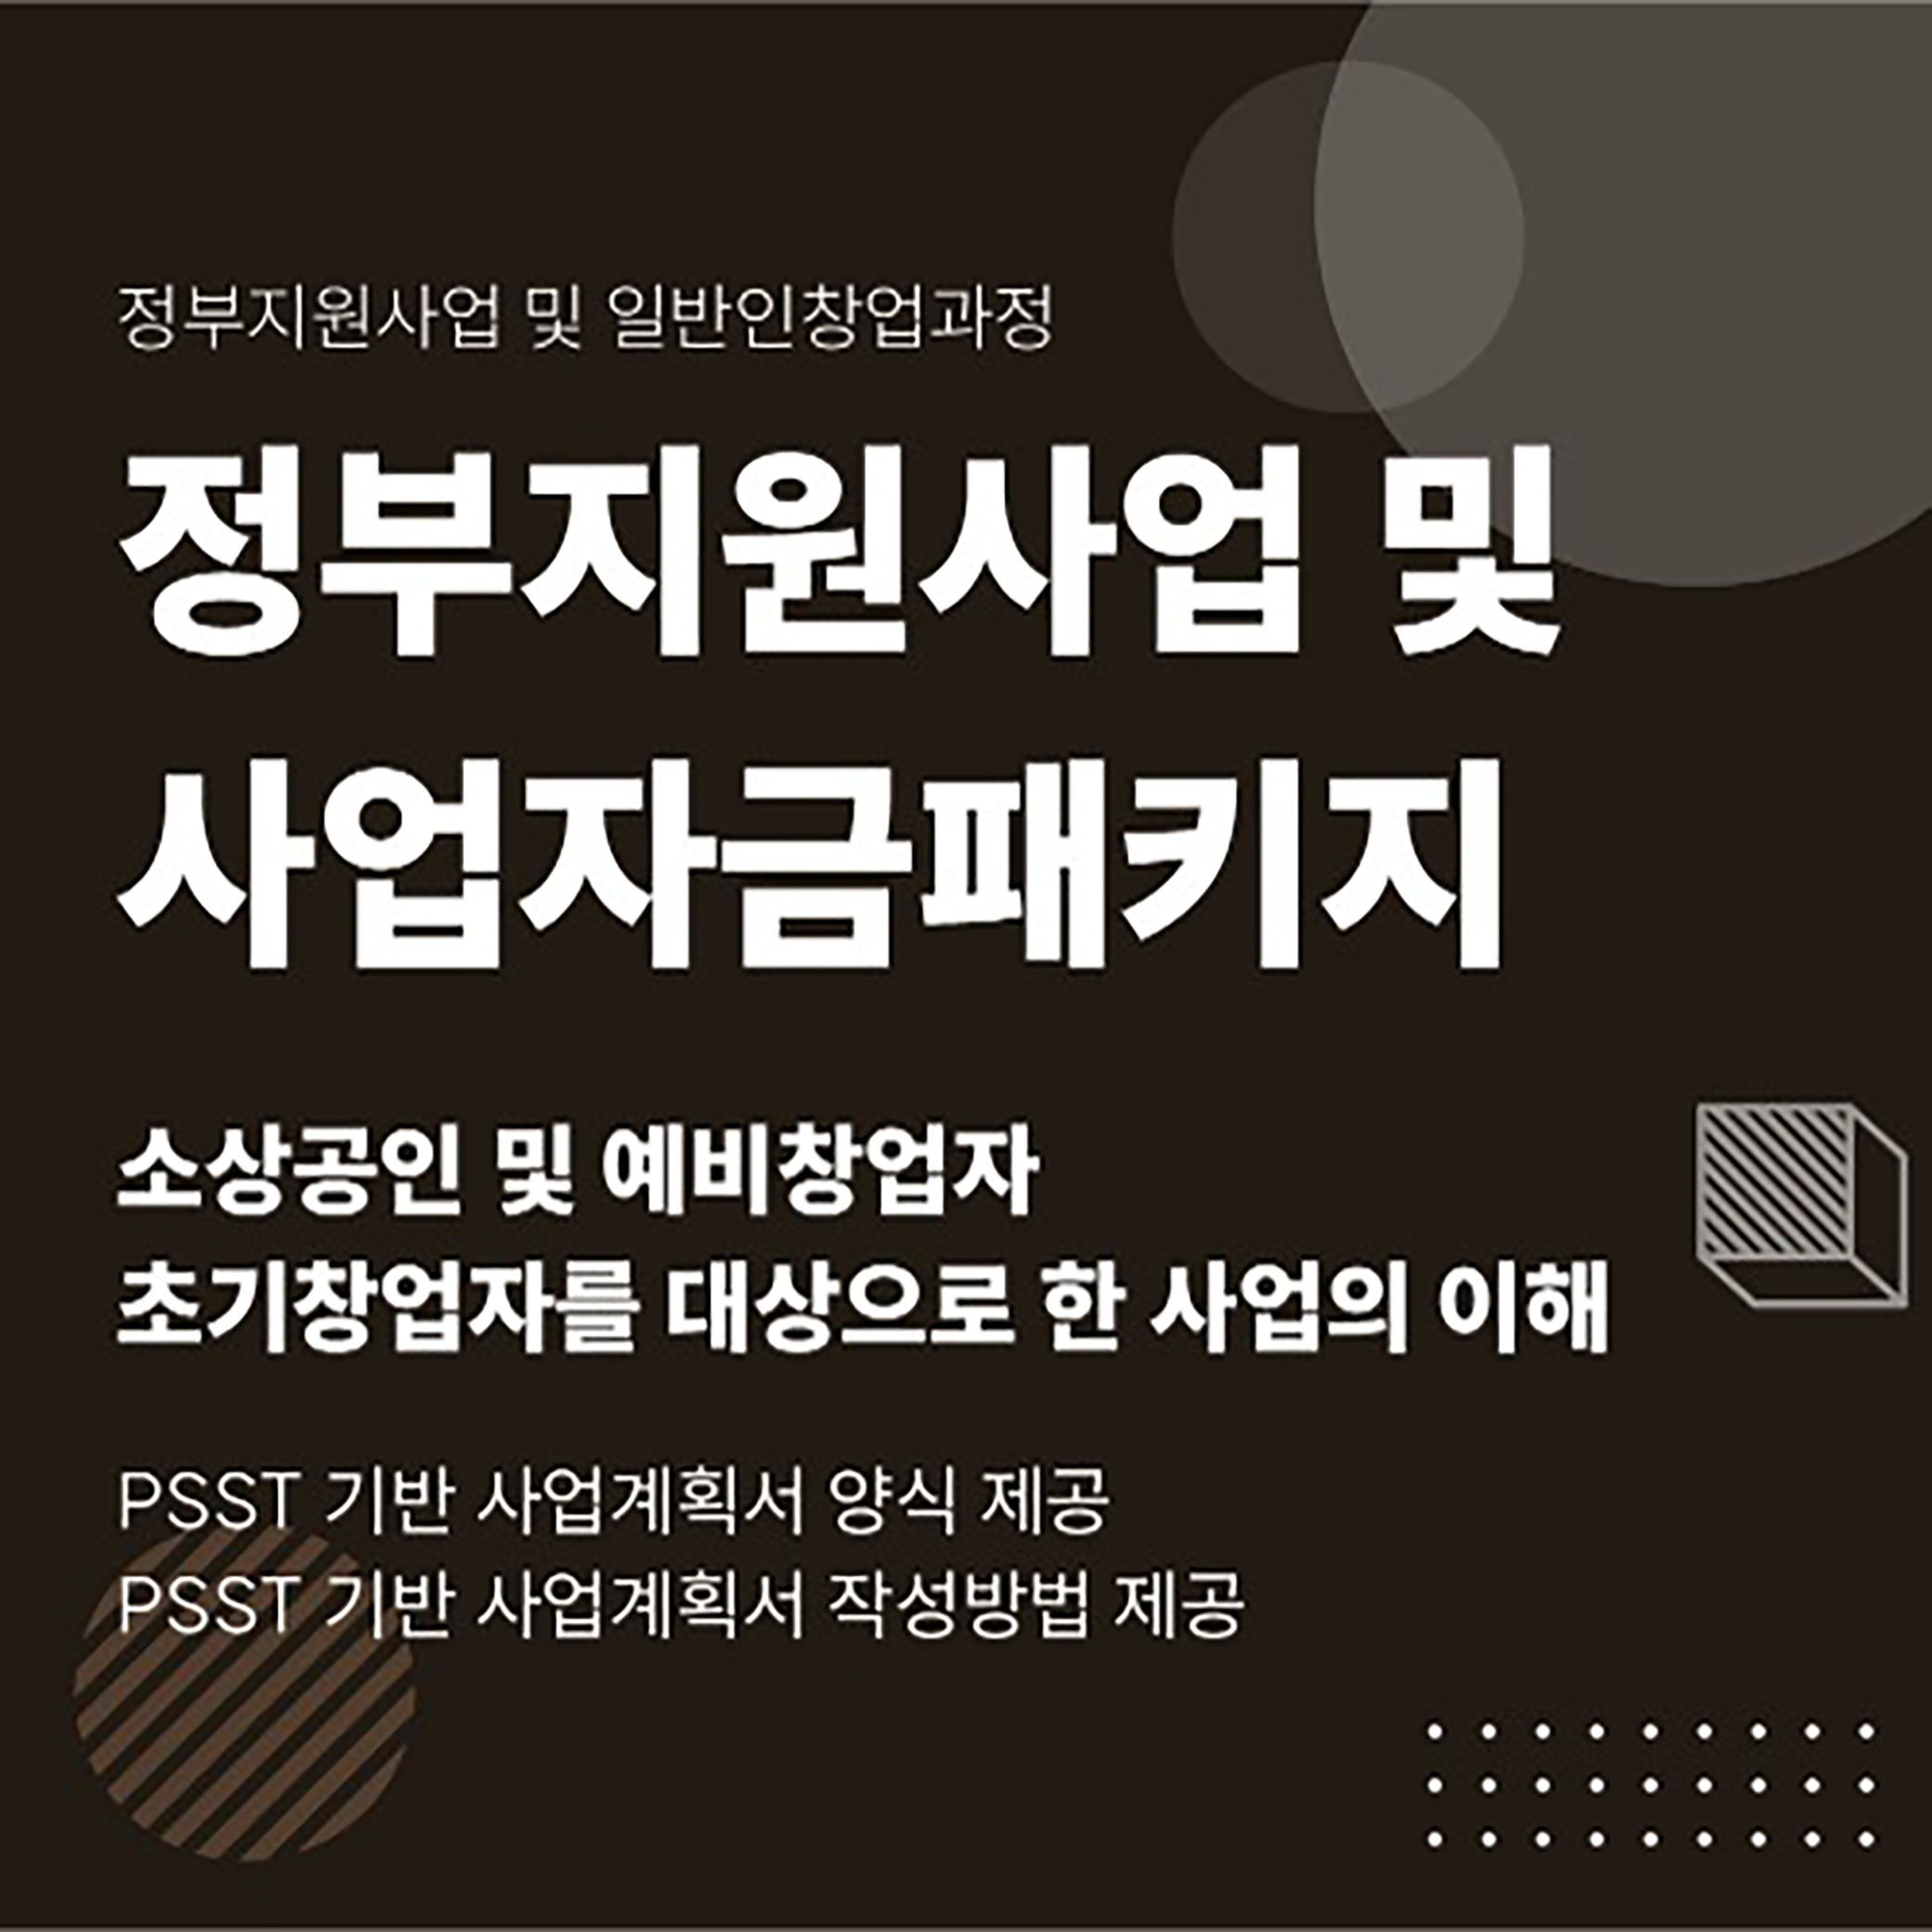 정부지원사업 및 일반인창업과정
정부지원사업 및
사업자금패키지
소상공인 및 예비창업자
초기창업자를 대상으로 한 사업의 이해
PSST 기반 사업계획서 양식 제공
PSST 기반 사업계획서 작성방법 제공